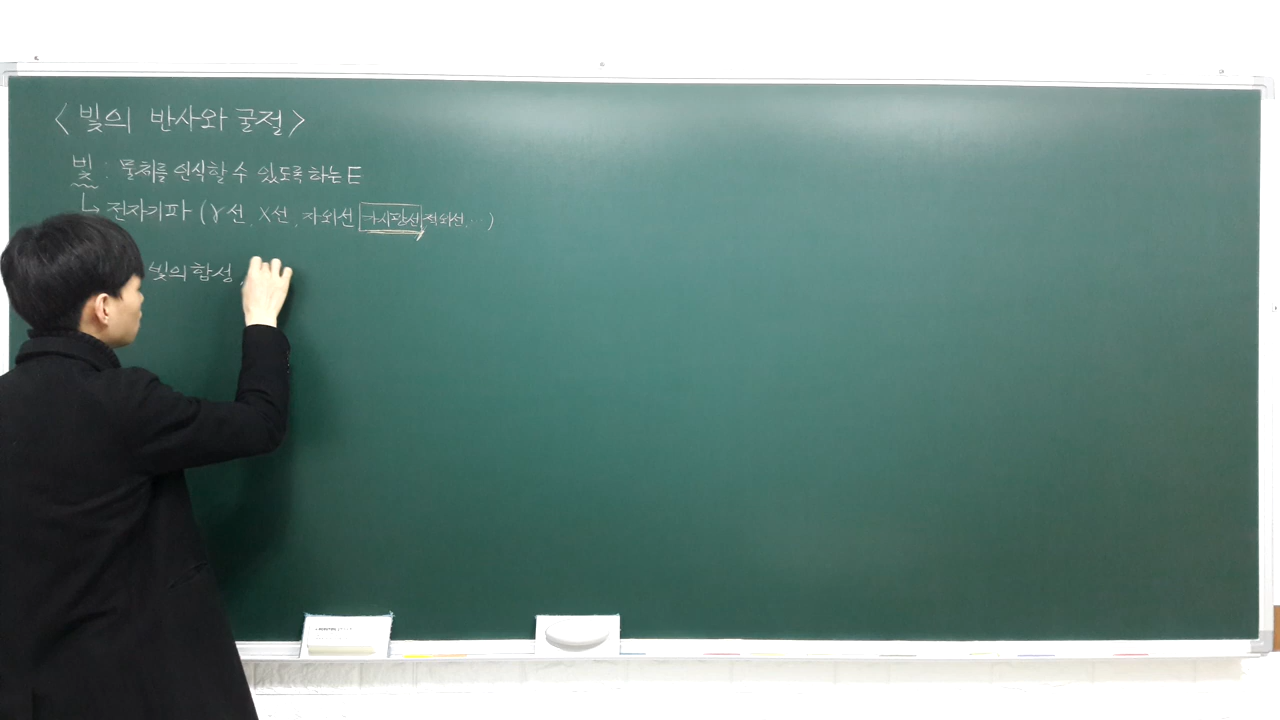 <빛의 반사와 굴절>
빛 : 물체를 인식할 수 있도록 하는 E
↳ 전자기파 (γ선, X선, 자외선 가시광선, 적외선, …)
빛의 합성,